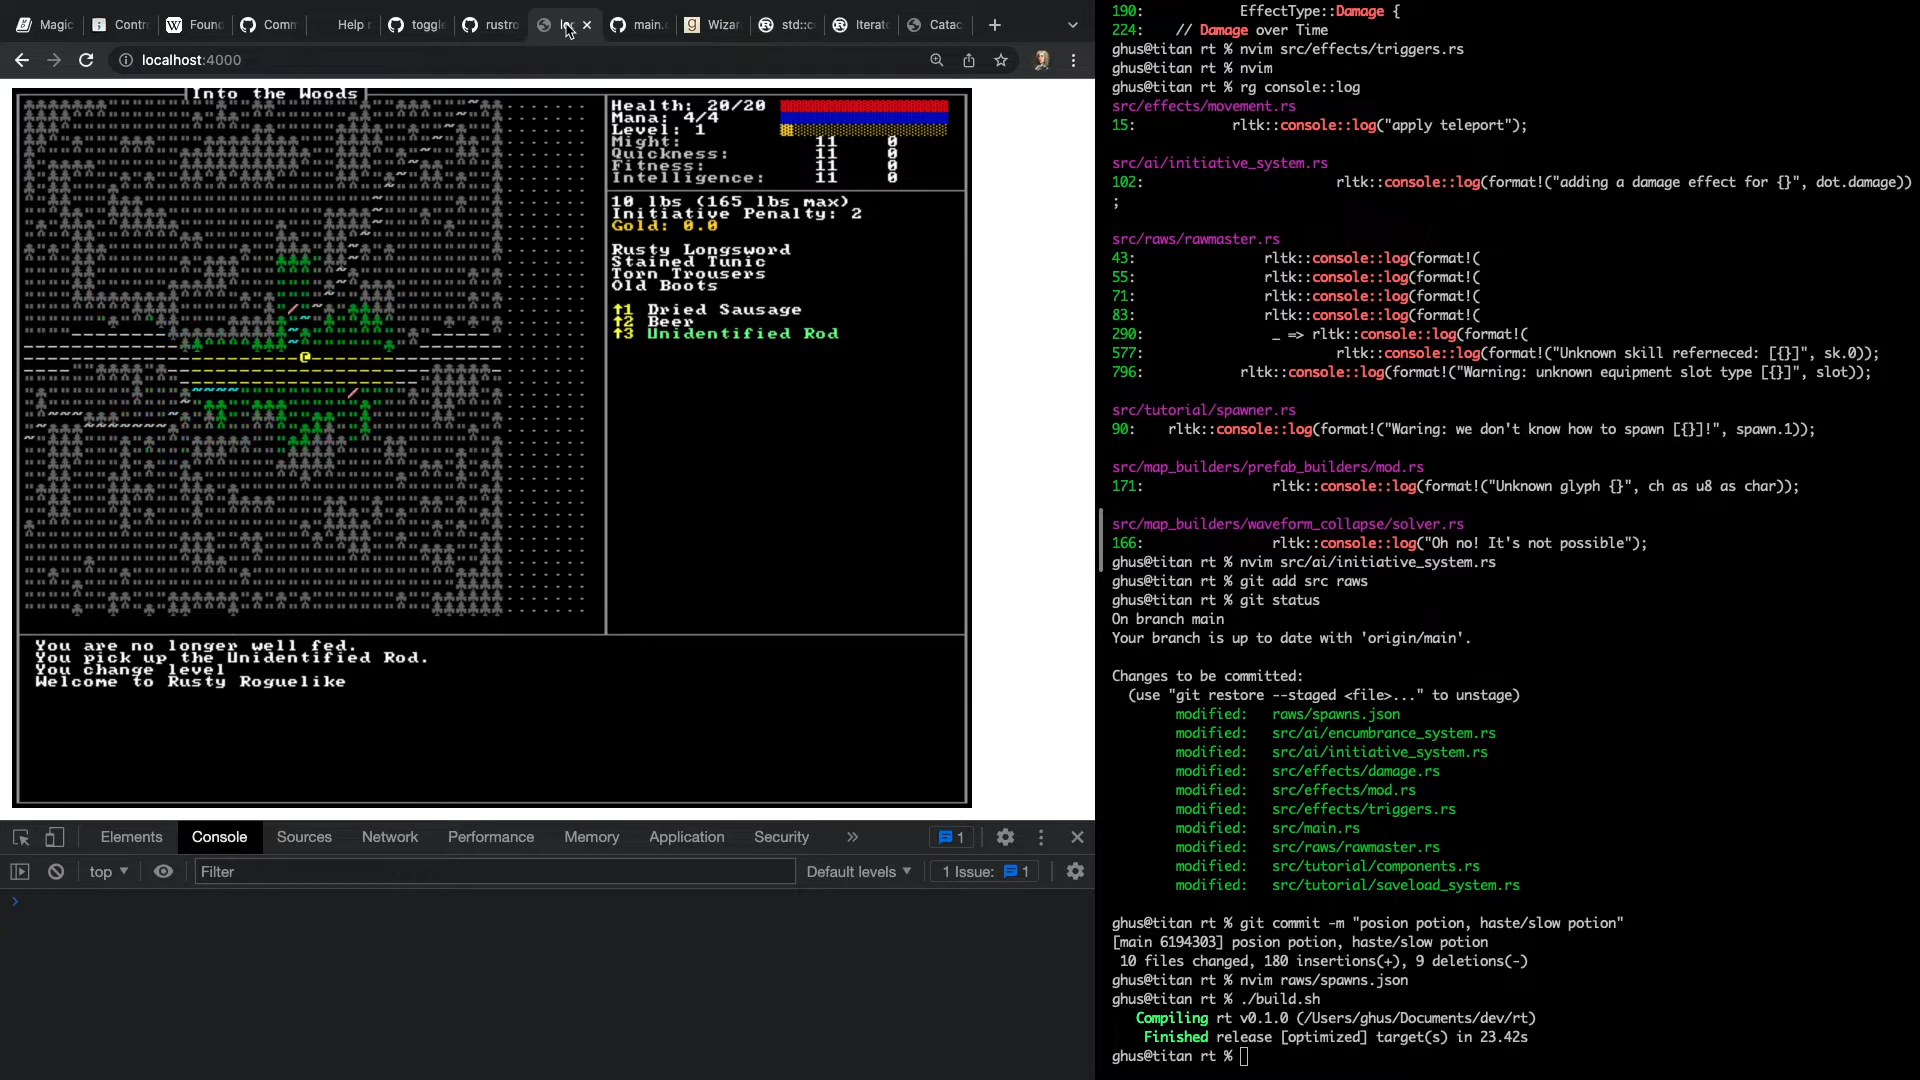 Magic
Contr
Foun
Comm
Help r
toggle
rustro
loc
main.
Wizar
std::c
Iterato
Catac
localhost:4000
Into the Woods
Health: 20/20
Mana: 4/4
Level: 1
Might: 11 0
Quickness: 11 0
Fitness: 11 0
Intelligence: 11 0
10 lbs (165 lbs max)
Initiative Penalty: 2
Gold: 0.0
Rusty Longsword
Stained Tunic
Torn Trousers
Old Boots
↑1 Dried Sausage
↑2 Beer
↑3 Unidentified Rod
You are no longer well fed.
You pick up the Unidentified Rod.
You change level
Welcome to Rusty Roguelike
Elements Console Sources Network Performance Memory Application Security » 1
top Filter Default levels 1 Issue: 1
190: EffectType::Damage {
224: // Damage over Time
ghus@titan rt % nvim src/effects/triggers.rs
ghus@titan rt % nvim
ghus@titan rt % rg console::log
src/effects/movement.rs
15: rltk::console::log("apply teleport");
src/ai/initiative_system.rs
102: rltk::console::log(format!("adding a damage effect for {}", dot.damage))
;
src/raws/rawmaster.rs
43: rltk::console::log(format!(
55: rltk::console::log(format!(
71: rltk::console::log(format!(
83: rltk::console::log(format!(
290: _ => rltk::console::log(format!(
577: rltk::console::log(format!("Unknown skill referneced: [{}]", sk.0));
796: rltk::console::log(format!("Warning: unknown equipment slot type [{}]", slot));
src/tutorial/spawner.rs
90: rltk::console::log(format!("Waring: we don't know how to spawn [{}]!", spawn.1));
src/map_builders/prefab_builders/mod.rs
171: rltk::console::log(format!("Unknown glyph {}", ch as u8 as char));
src/map_builders/waveform_collapse/solver.rs
166: rltk::console::log("Oh no! It's not possible");
ghus@titan rt % nvim src/ai/initiative_system.rs
ghus@titan rt % git add src raws
ghus@titan rt % git status
On branch main
Your branch is up to date with 'origin/main'.
Changes to be committed:
(use "git restore --staged <file>..." to unstage)
modified: raws/spawns.json
modified: src/ai/encumbrance_system.rs
modified: src/ai/initiative_system.rs
modified: src/effects/damage.rs
modified: src/effects/mod.rs
modified: src/effects/triggers.rs
modified: src/main.rs
modified: src/raws/rawmaster.rs
modified: src/tutorial/components.rs
modified: src/tutorial/saveload_system.rs
ghus@titan rt % git commit -m "posion potion, haste/slow potion"
[main 6194303] posion potion, haste/slow potion
10 files changed, 180 insertions(+), 9 deletions(-)
ghus@titan rt % nvim raws/spawns.json
ghus@titan rt % ./build.sh
Compiling rt v0.1.0 (/Users/ghus/Documents/dev/rt)
Finished release [optimized] target(s) in 23.42s
ghus@titan rt %